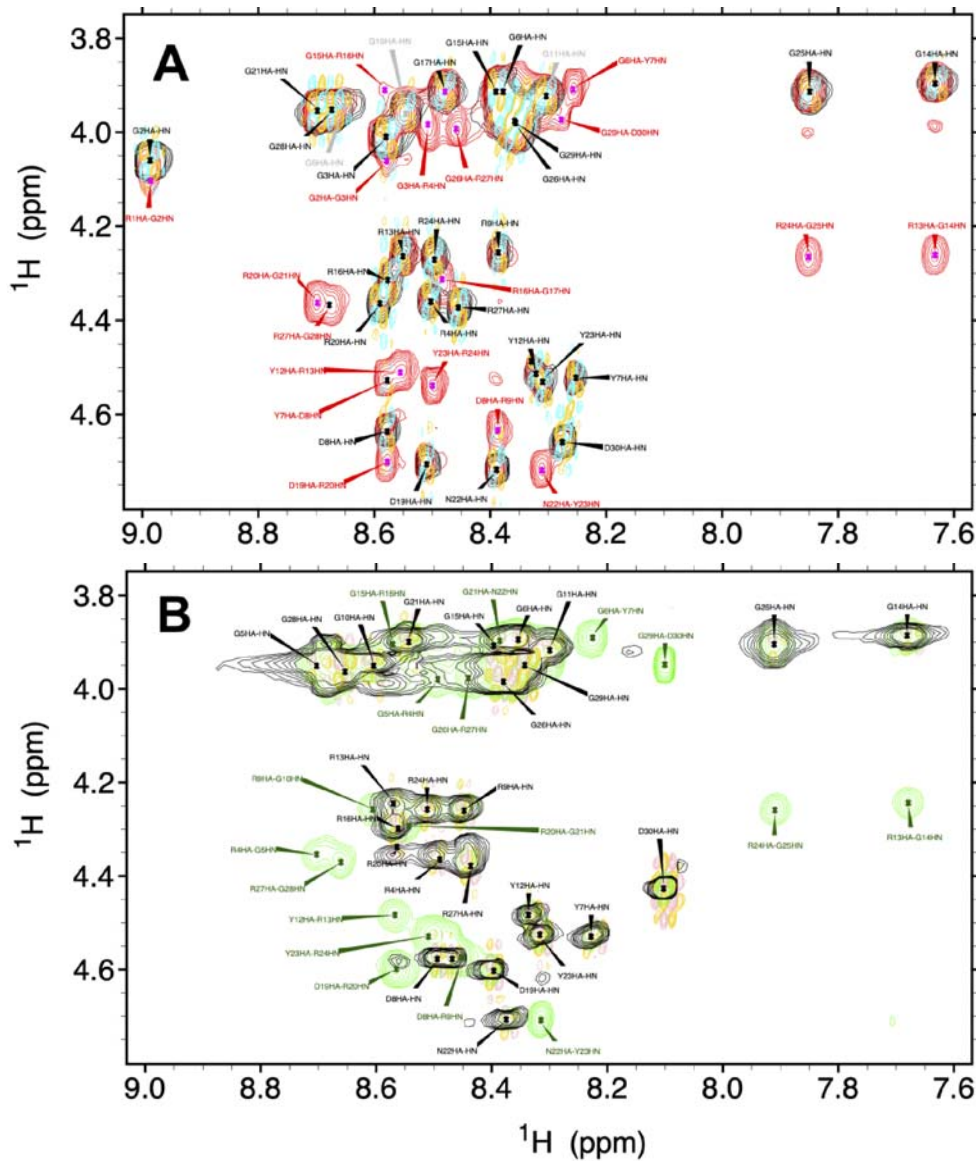 A
3.8
4.0
4.2
4.4
4.6
¹H (ppm)
G15HA-R16HN
G10HA-HN
G17HA-HN
G15HA-HN
G6HA-HN
G11HA-HN
G6HA-Y7HN
G25HA-HN
G14HA-HN
G21HA-HN
G2HA-HN
G28HA-HN
G3HA-HN
G2HA-G3HN
G3HA-R4HN
G26HA-R27HN
G26HA-HN
G29HA-HN
G29HA-D30HN
R1HA-G2HN
R13HA-HN
R24HA-HN
R9HA-HN
R24HA-G25HN
R13HA-G14HN
R20HA-G21HN
R16HA-HN
R16HA-G17HN
R27HA-G28HN
R20HA-HN
R4HA-HN
R27HA-HN
Y12HA-HN
Y23HA-HN
Y12HA-R13HN
Y23HA-R24HN
Y7HA-HN
Y7HA-D8HN
D8HA-R9HN
D8HA-HN
D30HA-HN
D19HA-R20HN
D19HA-HN
N22HA-HN
N22HA-Y23HN
9.0 8.8 8.6 8.4 8.2 8.0 7.8 7.6
B
3.8
4.0
4.2
4.4
4.6
¹H (ppm)
G21HA-HN
G21HA-N22HN
G11HA-HN
G28HA-HN
G10HA-HN
G15HA-HN
G6HA-HN
G6HA-Y7HN
G14HA-HN
G5HA-HN
G29HA-D30HN
G29HA-HN
G5HA-R4HN
G26HA-R27HN
G26HA-HN
R13HA-HN
R24HA-HN
R9HA-HN
R16HA-HN
R20HA-G21HN
D30HA-HN
R24HA-G25HN
R13HA-G14HN
R27HA-G28HN
R4HA-HN
R27HA-HN
Y12HA-HN
Y7HA-HN
Y12HA-R13HN
Y23HA-R24HN
Y23HA-HN
D19HA-R20HN
D8HA-HN
D8HA-R9HN
D19HA-HN
N22HA-HN
N22HA-Y23HN
9.0 8.8 8.6 8.4 8.2 8.0 7.8 7.6
¹H (ppm)